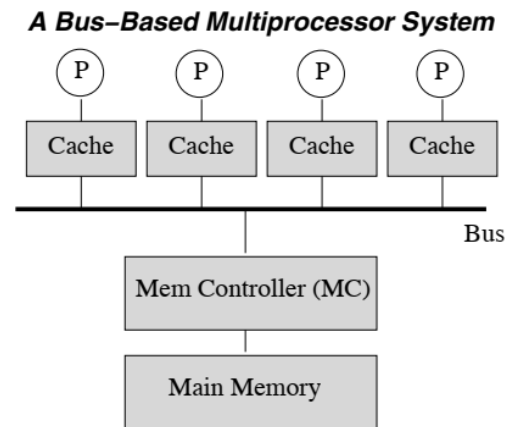 A Bus–Based Multiprocessor System
P P P P
Cache Cache Cache Cache
Bus
Mem Controller (MC)
Main Memory